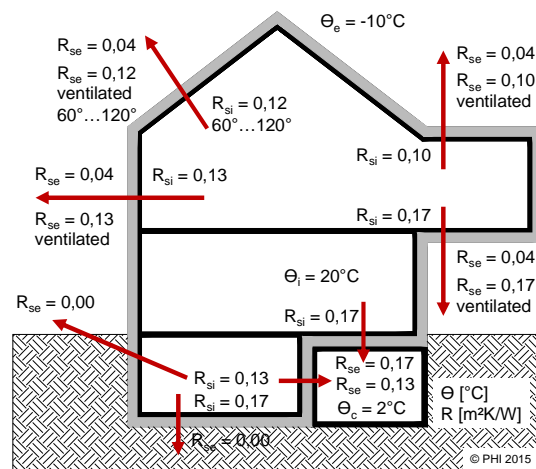 ϴe = -10°C
Rse = 0,04
Rse = 0,12
ventilated
60°…120°
Rsi = 0,12
60°…120°
Rse = 0,04
Rse = 0,10
ventilated
Rsi = 0,10
Rse = 0,04
Rsi = 0,13
Rse = 0,13
ventilated
Rsi = 0,17
Rse = 0,04
Rse = 0,17
ventilated
ϴi = 20°C
Rsi = 0,17
Rse = 0,00
Rse = 0,17
Rsi = 0,13
Rse = 0,13
Rsi = 0,17
ϴc = 2°C
ϴ [°C]
R [m²K/W]
Rse = 0,00
© PHI 2015